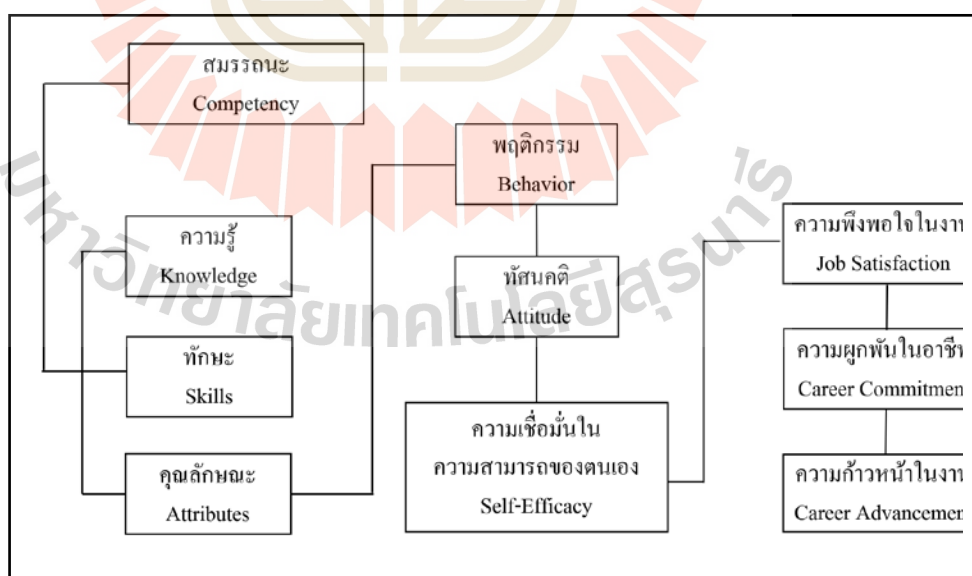 สมรรถนะ
Competency
ความรู้
Knowledge
ทักษะ
Skills
คุณลักษณะ
Attributes
พฤติกรรม
Behavior
ทัศนคติ
Attitude
ความเชื่อมั่นใน
ความสามารถของตนเอง
Self-Efficacy
ความพึงพอใจในงาน
Job Satisfaction
ความผูกพันในอาชีพ
Career Commitmen
ความก้าวหน้าในงาน
Career Advancemen
มหาวิทยาลัยเทคโนโลยีสุรนารี